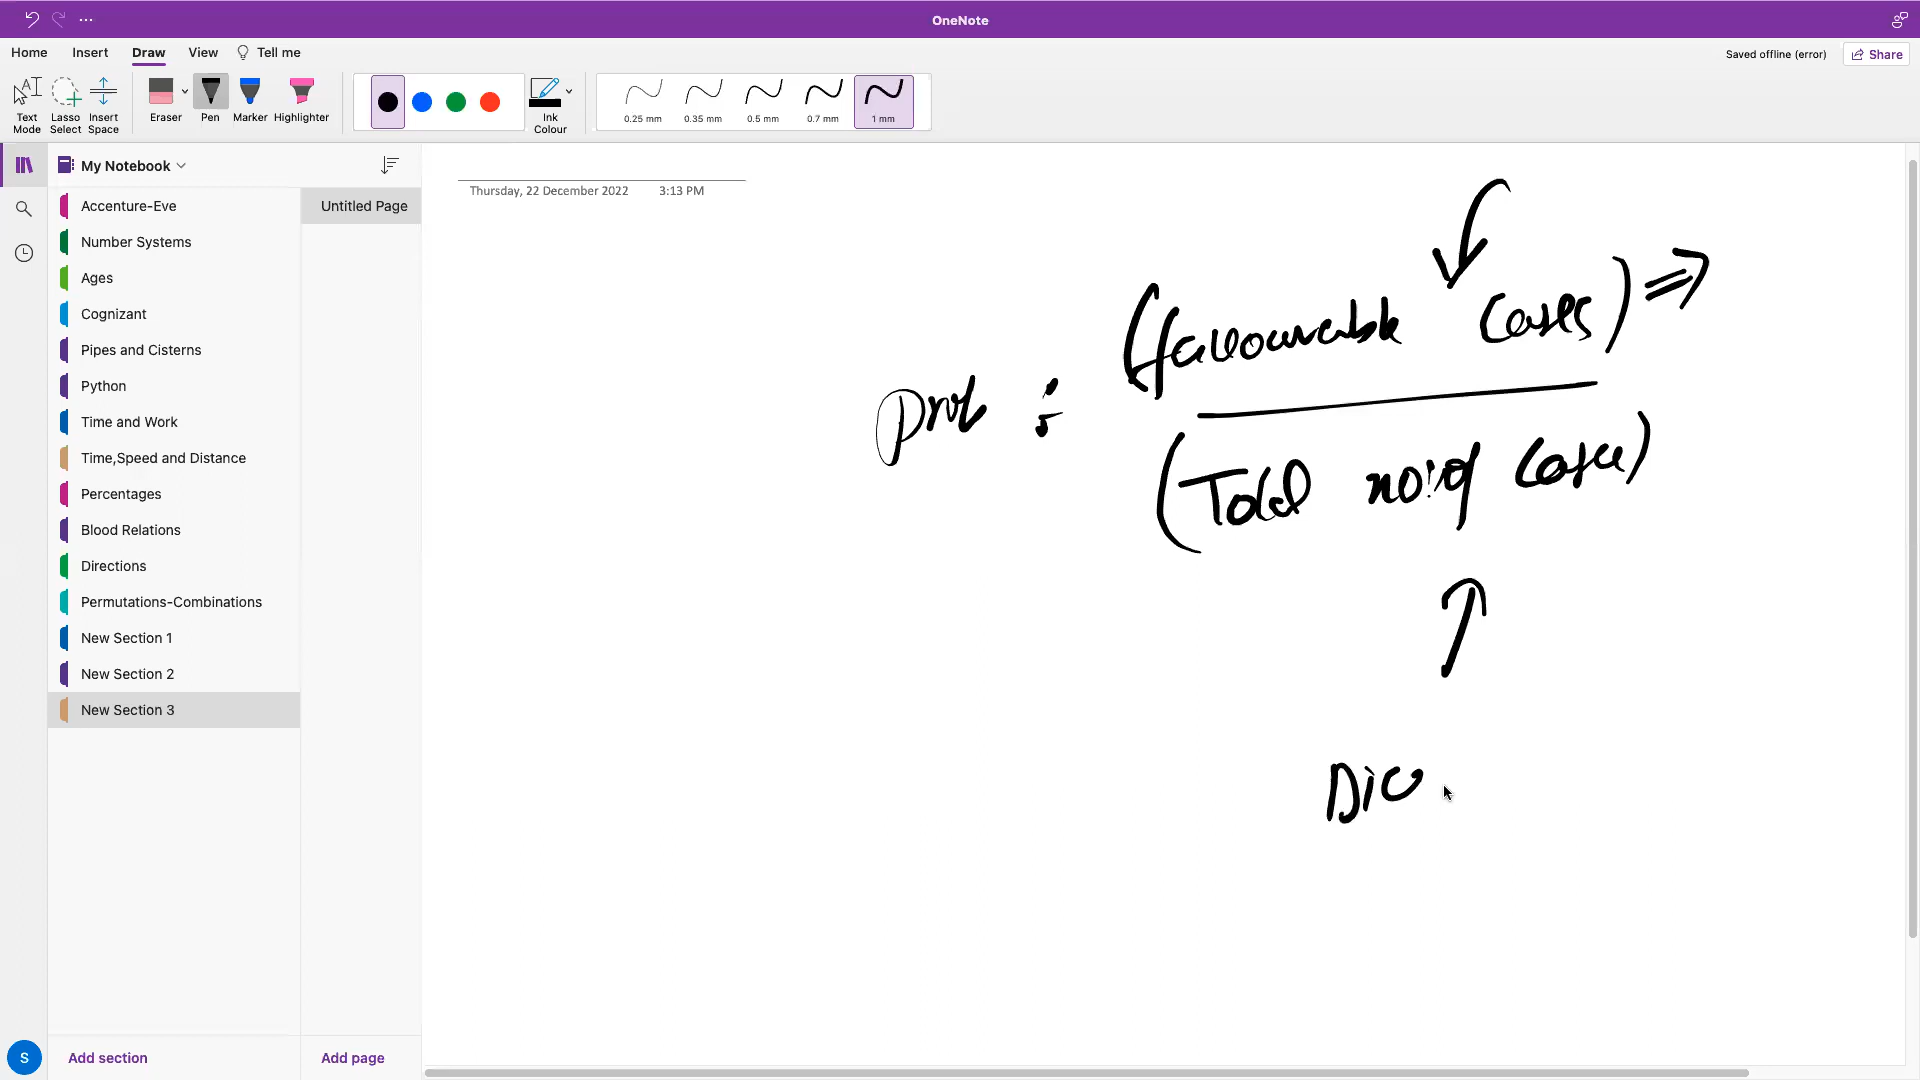 OneNote
Home Insert Draw View Tell me
Saved offline (error) Share
Text Mode
Lasso Select
Insert Space
Eraser
Pen
Marker
Highlighter
Ink Colour
0.25 mm
0.35 mm
0.5 mm
0.7 mm
1 mm
My Notebook
Accenture-Eve
Number Systems
Ages
Cognizant
Pipes and Cisterns
Python
Time and Work
Time,Speed and Distance
Percentages
Blood Relations
Directions
Permutations-Combinations
New Section 1
New Section 2
New Section 3
Add section
Untitled Page
Add page
S
Thursday, 22 December 2022 3:13 PM
(favourable cases) ⇒
prob :
(Total no: of cases)
Dic